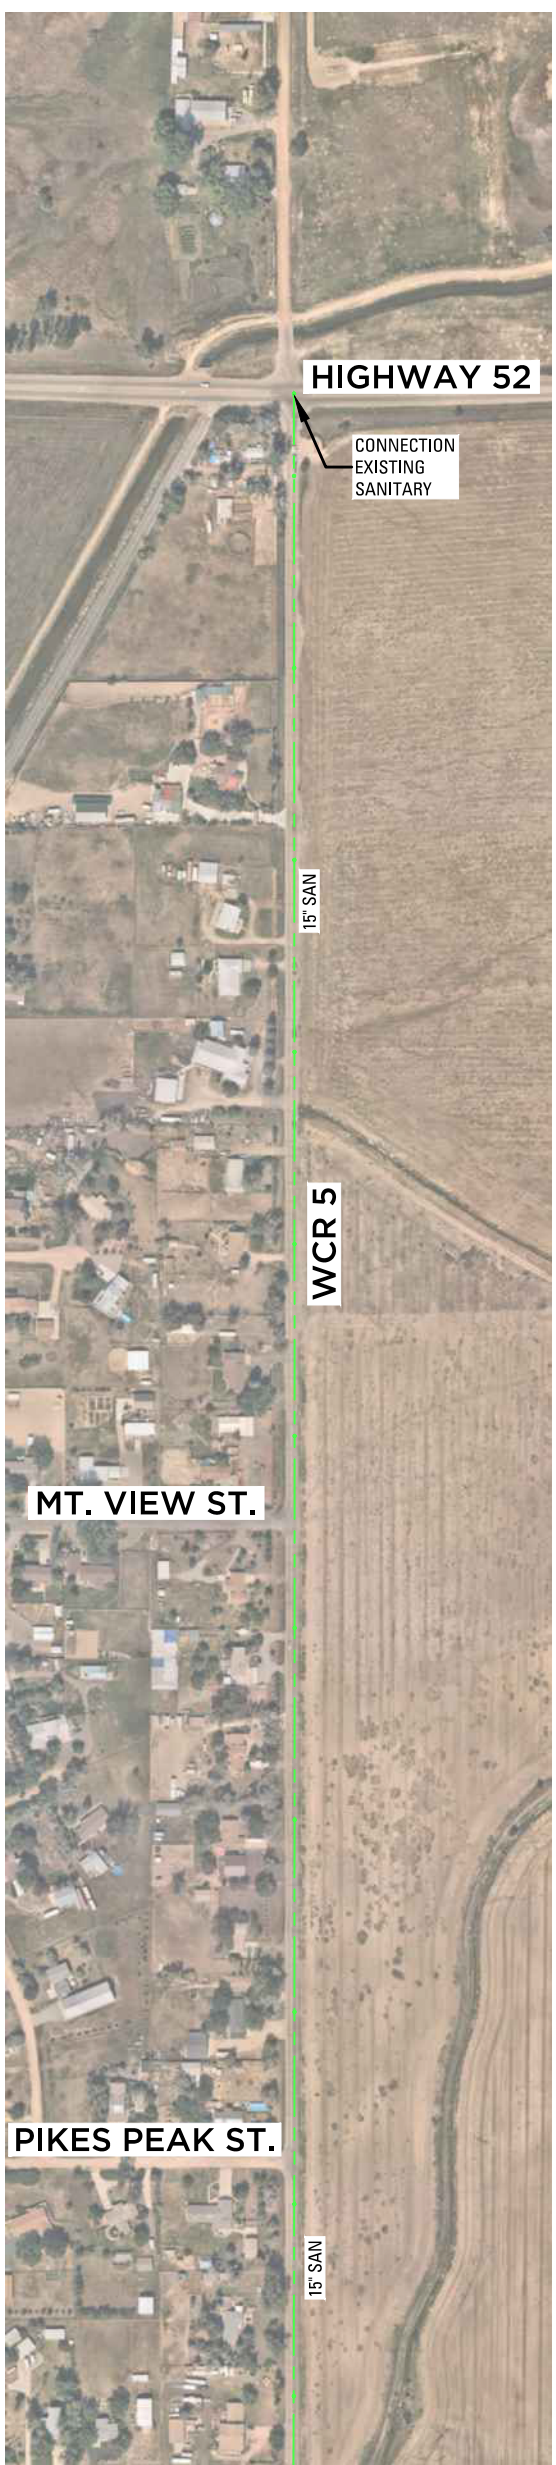 HIGHWAY 52
CONNECTION
EXISTING
SANITARY
15" SAN
WCR 5
MT. VIEW ST.
PIKES PEAK ST.
15" SAN